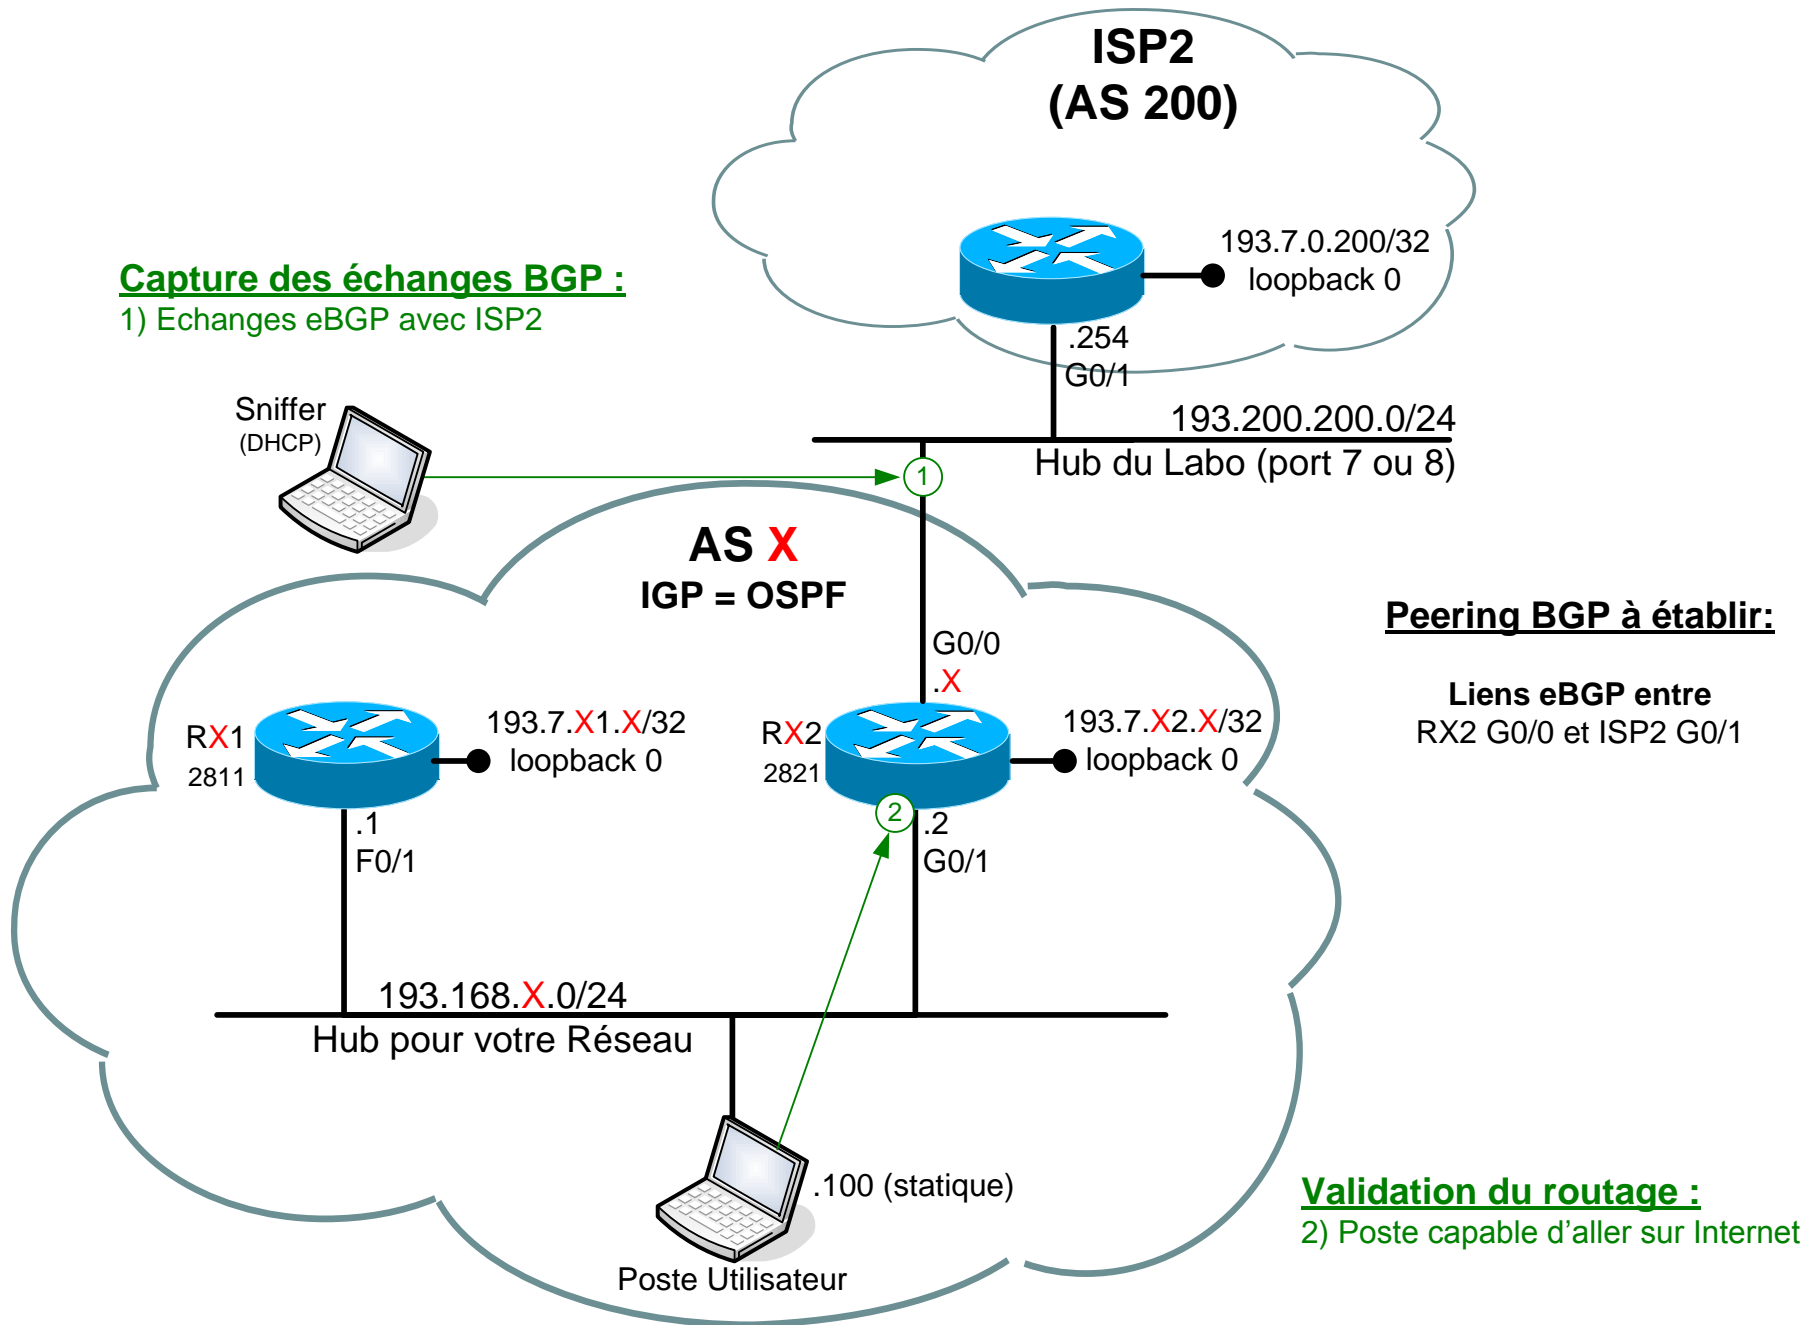 ISP2
(AS 200)
193.7.0.200/32
loopback 0
Capture des échanges BGP :
1) Echanges eBGP avec ISP2
.254
G0/1
Sniffer
(DHCP)
193.200.200.0/24
Hub du Labo (port 7 ou 8)
1
AS X
IGP = OSPF
Peering BGP à établir:
Liens eBGP entre
RX2 G0/0 et ISP2 G0/1
G0/0
.X
RX1
2811
193.7.X1.X/32
loopback 0
RX2
2821
193.7.X2.X/32
loopback 0
2
.1
F0/1
.2
G0/1
193.168.X.0/24
Hub pour votre Réseau
.100 (statique)
Poste Utilisateur
Validation du routage :
2) Poste capable d'aller sur Internet